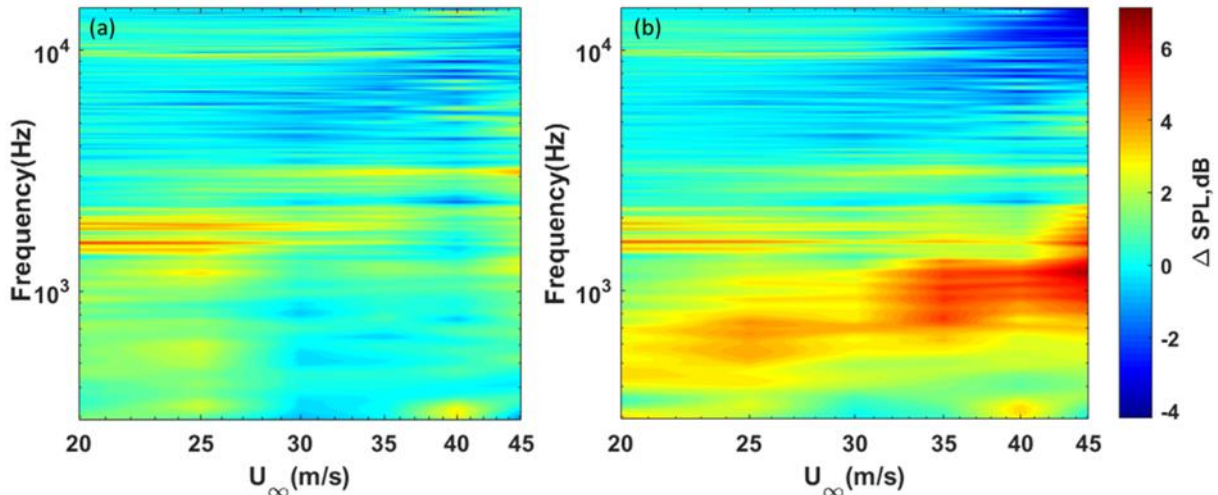 (a)
10⁴
10³
Frequency(Hz)
20 25 30 35 40 45
U∞(m/s)
(b)
10⁴
10³
Frequency(Hz)
20 25 30 35 40 45
U∞(m/s)
6
4
2
0
-2
-4
Δ SPL,dB